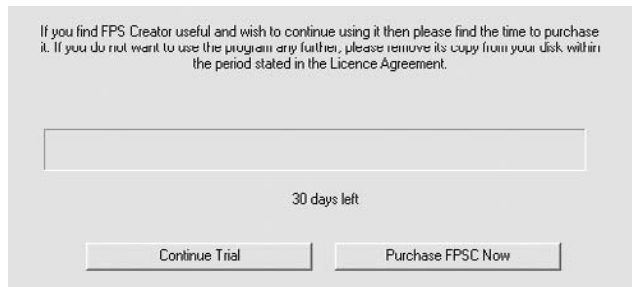 If you find FPS Creator useful and wish to continue using it then please find the time to purchase
it. If you do not want to use the program any further, please remove its copy from your disk within
the period stated in the Licence Agreement.
30 days left
Continue Trial
Purchase FPSC Now